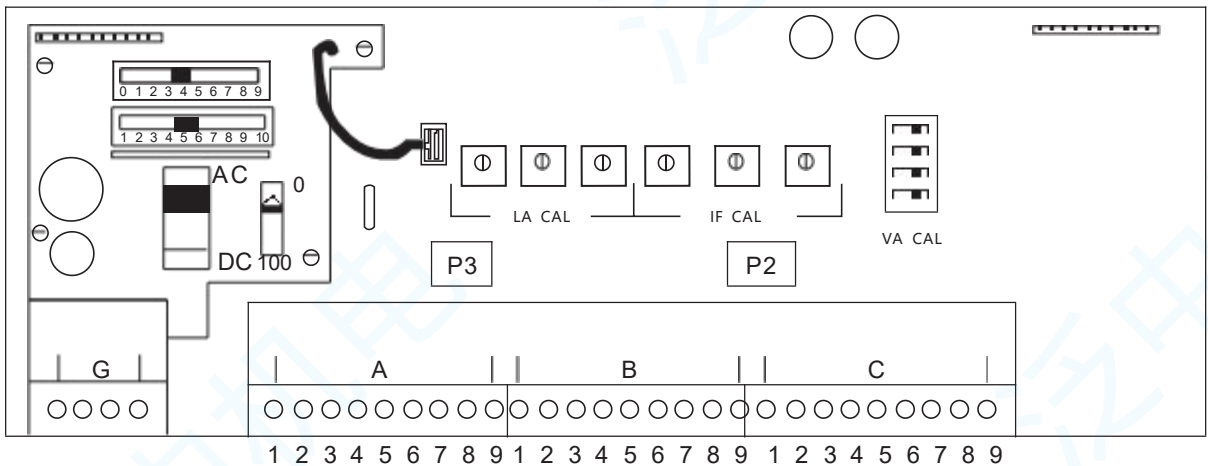 0 1 2 3 4 5 6 7 8 9
1 2 3 4 5 6 7 8 9 10
AC
0
DC 100
LA CAL
IF CAL
VA CAL
P3
P2
G
A
B
C
1 2 3 4 5 6 7 8 9 1 2 3 4 5 6 7 8 9 1 2 3 4 5 6 7 8 9